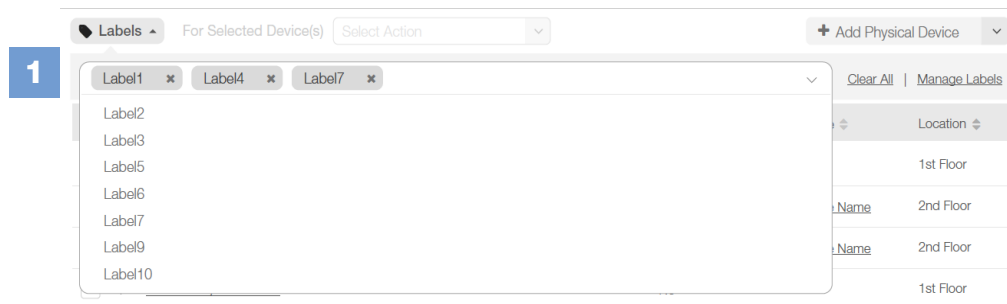 Labels For Selected Device(s) Select Action + Add Physical Device
1
Label1 × Label4 × Label7 × Clear All | Manage Labels
Label2
Location
Label3
Label5 1st Floor
Label6
Label7 Name 2nd Floor
Label9 Name 2nd Floor
Label10
1st Floor